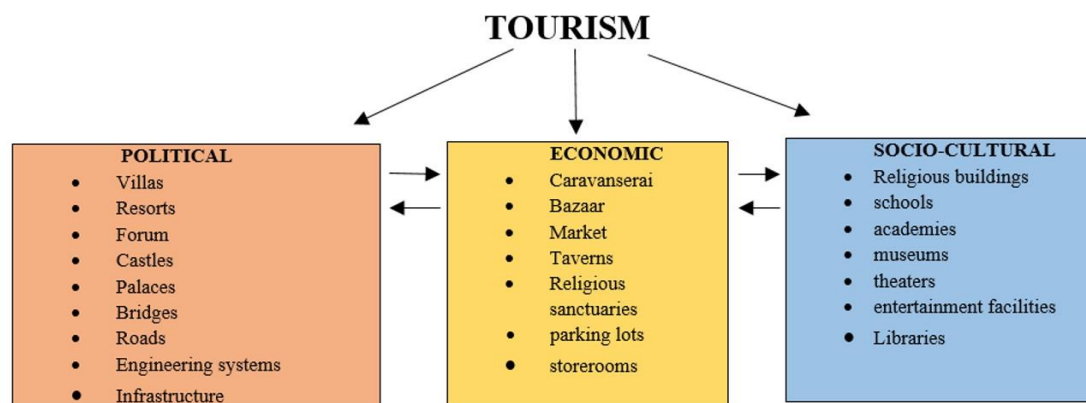 TOURISM
POLITICAL
• Villas
• Resorts
• Forum
• Castles
• Palaces
• Bridges
• Roads
• Engineering systems
• Infrastructure
ECONOMIC
• Caravanserai
• Bazaar
• Market
• Taverns
• Religious
sanctuaries
• parking lots
• storerooms
SOCIO-CULTURAL
• Religious buildings
• schools
• academies
• museums
• theaters
• entertainment facilities
• Libraries